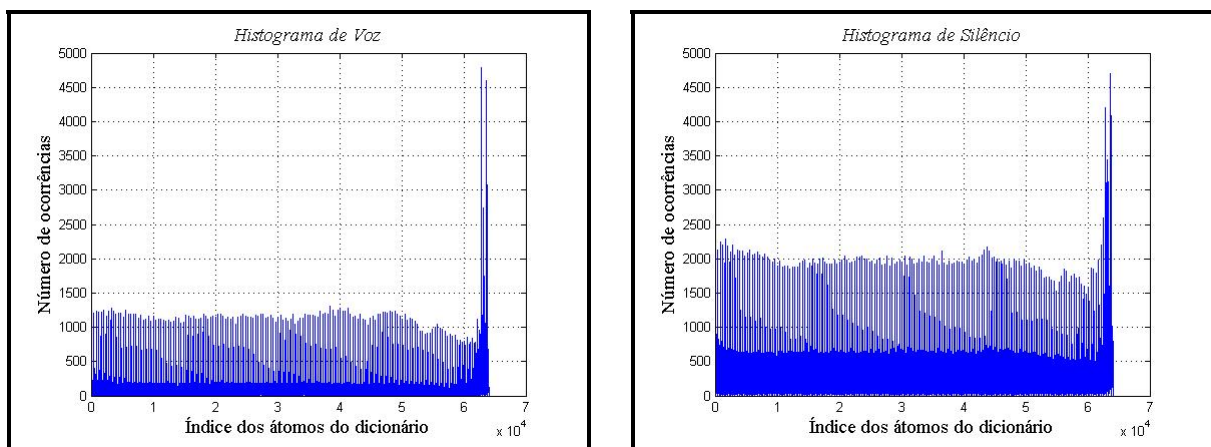 Histograma de Voz
Número de ocorrências
5000
4500
4000
3500
3000
2500
2000
1500
1000
500
0
0 1 2 3 4 5 6 7
x 10^4
Índice dos átomos do dicionário
Histograma de Silêncio
Número de ocorrências
5000
4500
4000
3500
3000
2500
2000
1500
1000
500
0
0 1 2 3 4 5 6 7
x 10^4
Índice dos átomos do dicionário